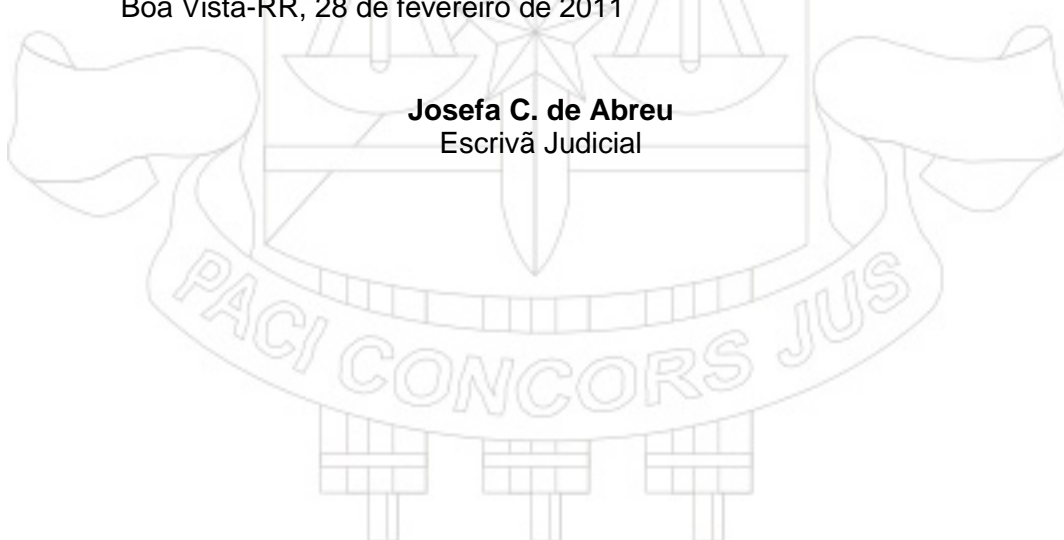 Boa Vista-RR, 28 de fevereiro de 2011
Josefa C. de Abreu
Escrivã Judicial
PACI CONCORS JUS